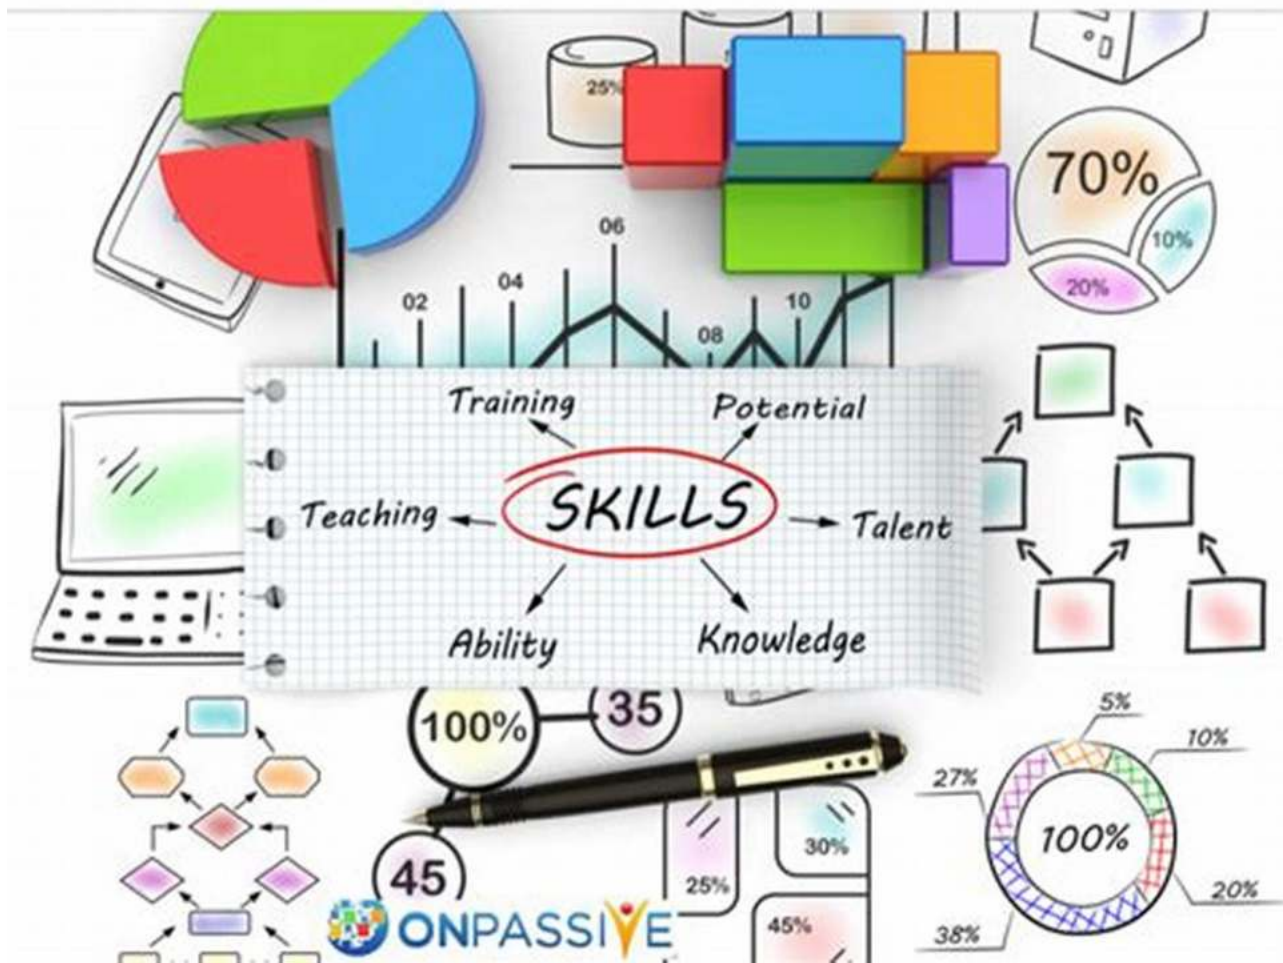 25%
70%
10%
20%
06
04
02
10
08
Training
Potential
SKILLS
Teaching
Talent
Ability
Knowledge
100%
35
5%
10%
27%
100%
30%
45
25%
20%
45%
38%
ONPASSIVE